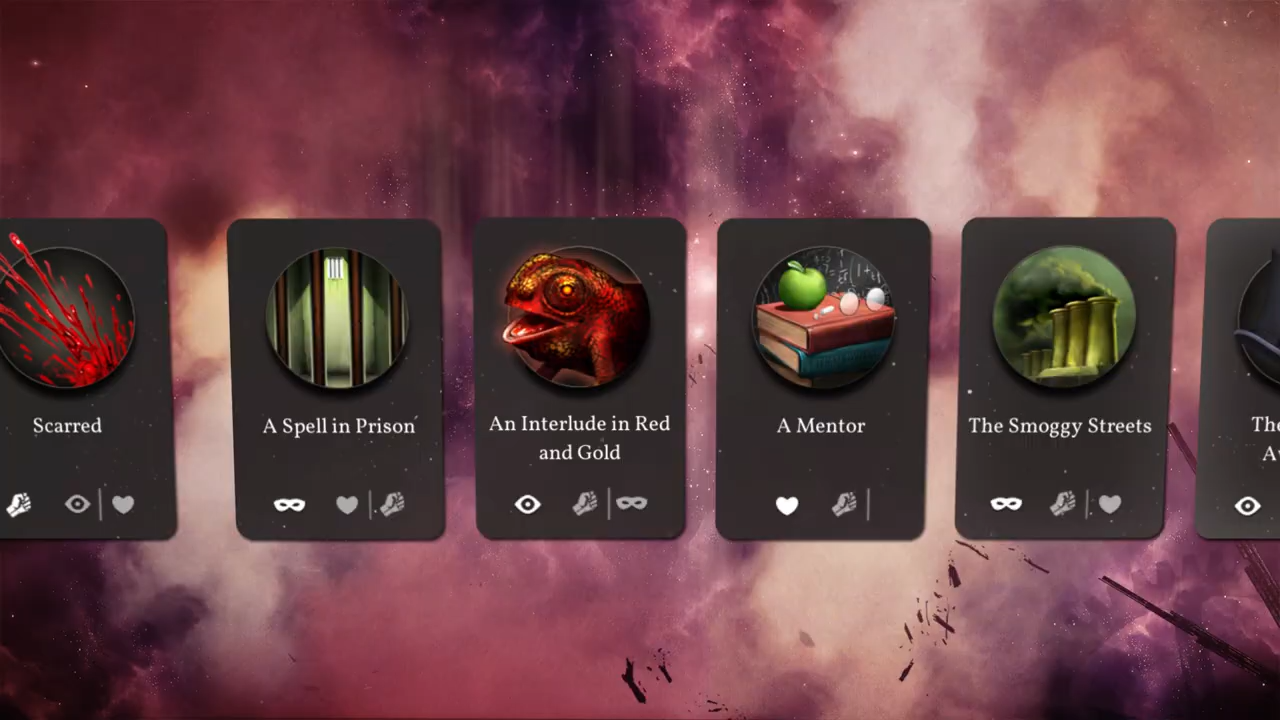 Scarred
A Spell in Prison
An Interlude in Red
and Gold
A Mentor
The Smoggy Streets